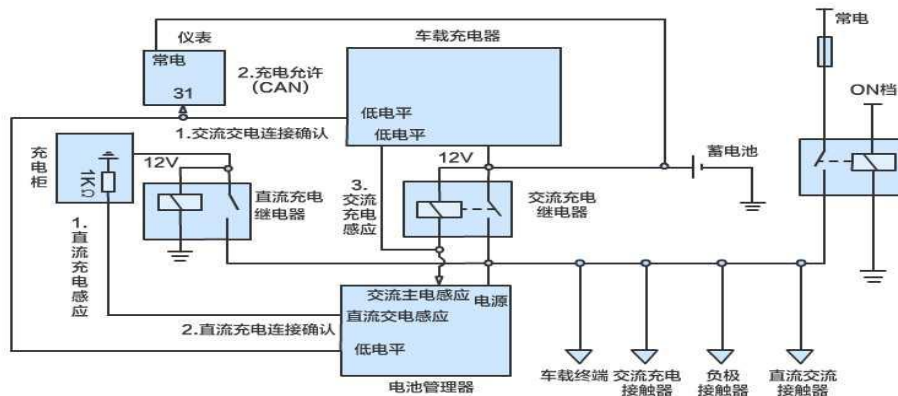 仪表
常电
31
2.充电允许
(CAN)
车载充电器
低电平
低电平
1.交流交电连接确认
常电
ON档
蓄电池
充电柜
1KΩ
12V
直流充电
继电器
3.交流充电感应
12V
交流充电
继电器
1.直流充电感应
交流主电感应
电源
直流交电感应
2.直流充电连接确认
低电平
电池管理器
车载终端
交流充电
接触器
负极
接触器
直流交流
接触器